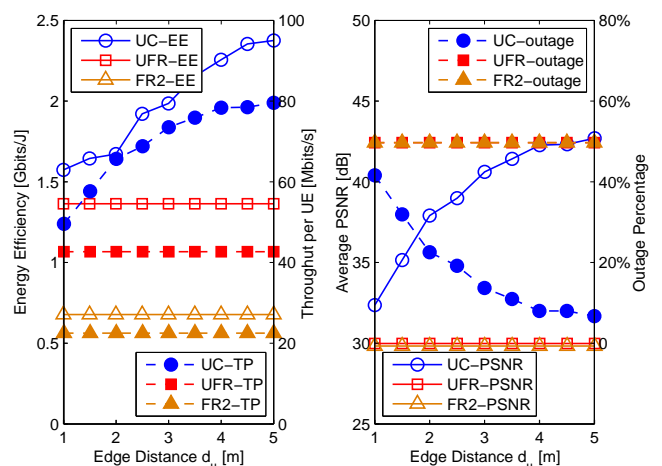 Energy Efficiency [Gbits/J]
3
2.5
2
1.5
1
0.5
0
UC−EE
UFR−EE
FR2−EE
UC−TP
UFR−TP
FR2−TP
1 2 3 4 5
Edge Distance d
100
80
60
40
20
0
Throughut per UE [Mbits/s]
Average PSNR [dB]
50
45
40
35
30
25
UC−outage
UFR−outage
FR2−outage
UC−PSNR
UFR−PSNR
FR2−PSNR
1 2 3 4 5
Edge Distance d
80%
60%
40%
20%
0
Outage Percentage
[m]
[m]